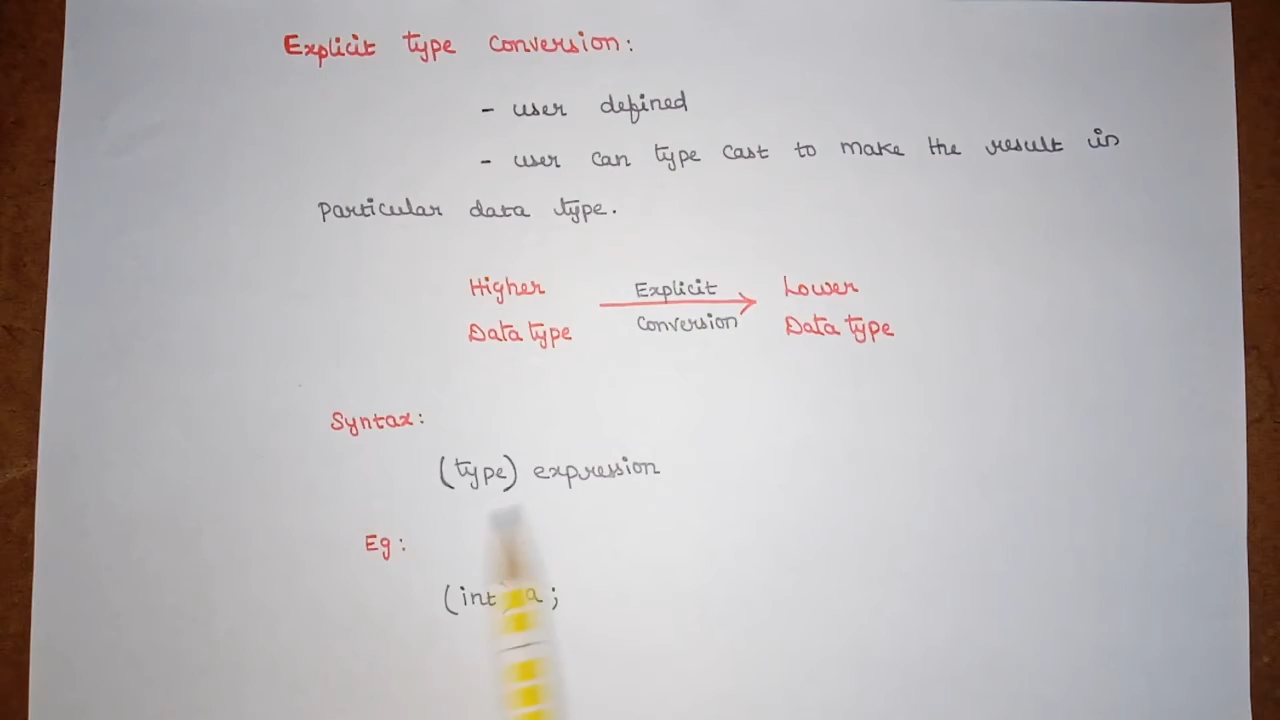 Explicit type conversion:
- user defined
- user can type cast to make the result in
particular data type.
Higher Explicit Lower
Data type Conversion Data type
Syntax:
(type) expression
Eg:
(int a;